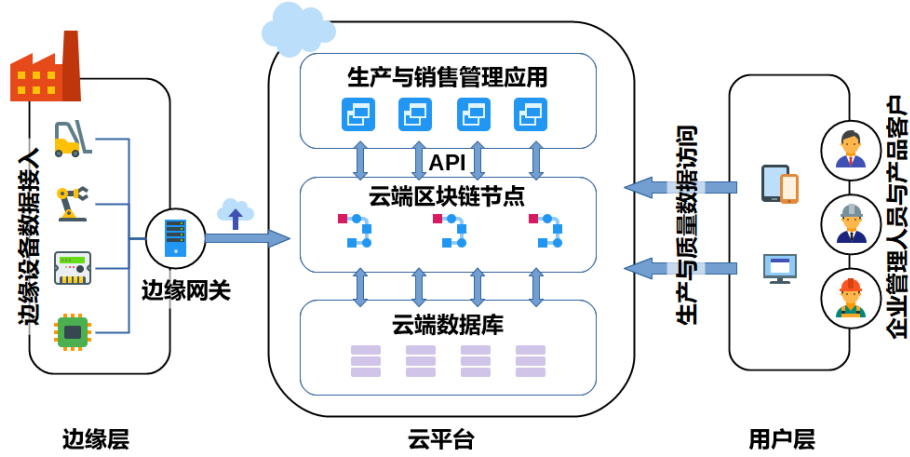 边缘设备数据接入
边缘网关
边缘层
生产与销售管理应用
API
云端区块链节点
云端数据库
云平台
生产与质量数据访问
企业管理人员与产品客户
用户层